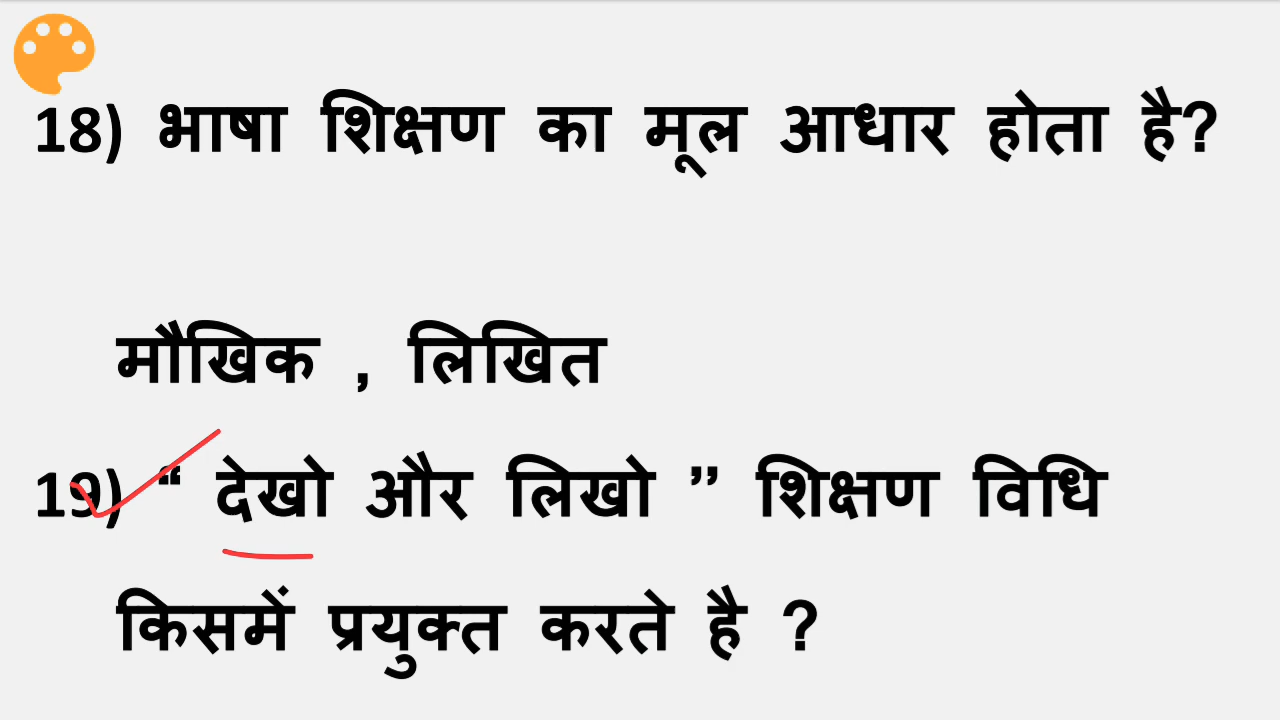 18) भाषा शिक्षण का मूल आधार होता है?
मौखिक , लिखित
19) “ देखो और लिखो ” शिक्षण विधि
किसमें प्रयुक्त करते है ?